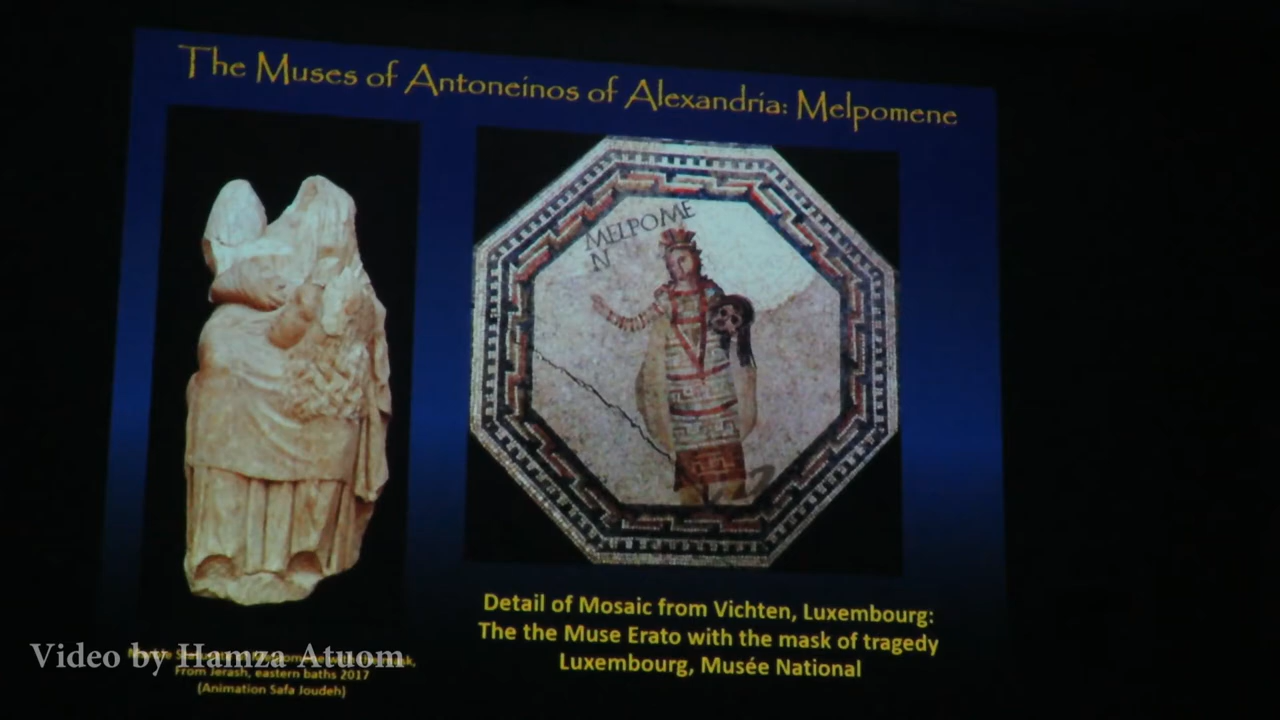 The Muses of Antoneinos of Alexandria: Melpomene
MELPOME
N
Detail of Mosaic from Vichten, Luxembourg:
The the Muse Erato with the mask of tragedy
Luxembourg, Musée National
Video by Hamza Atuom
From Jerash, eastern baths 2017
(Animation Safa Joudeh)